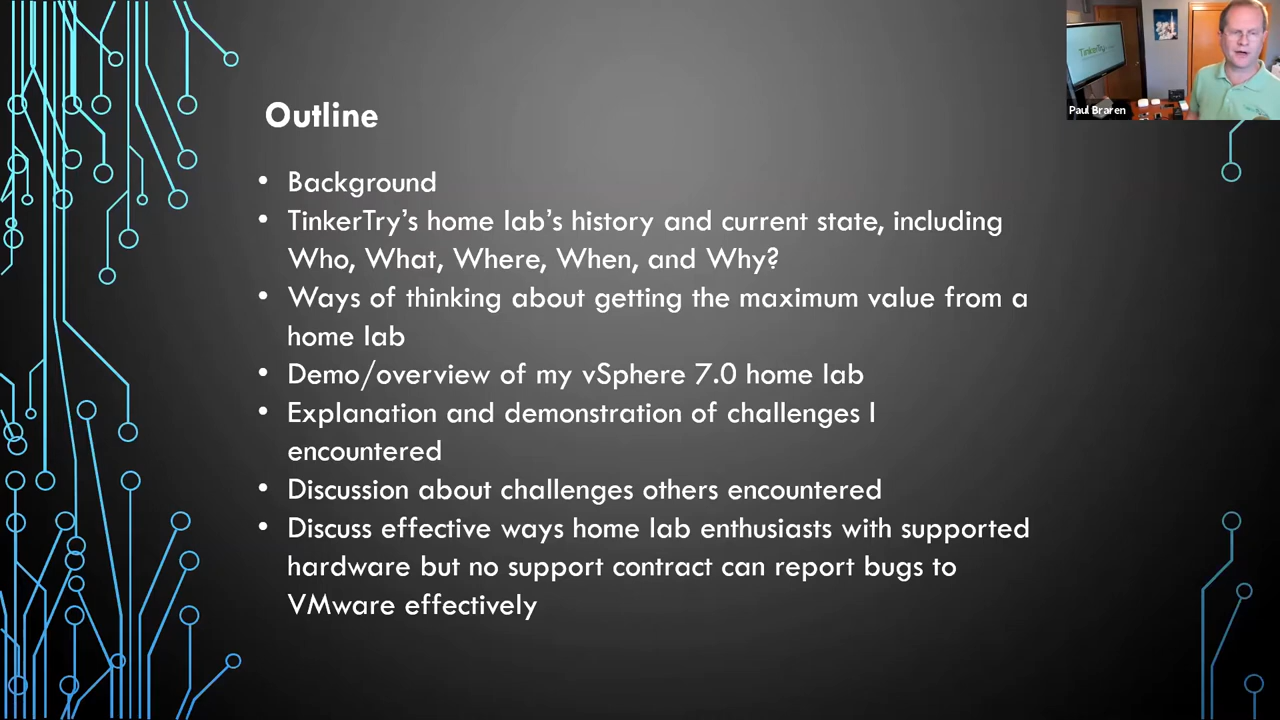 Outline
• Background
• TinkerTry’s home lab’s history and current state, including
Who, What, Where, When, and Why?
• Ways of thinking about getting the maximum value from a
home lab
• Demo/overview of my vSphere 7.0 home lab
• Explanation and demonstration of challenges I
encountered
• Discussion about challenges others encountered
• Discuss effective ways home lab enthusiasts with supported
hardware but no support contract can report bugs to
VMware effectively
TinkerTry
Paul Braren